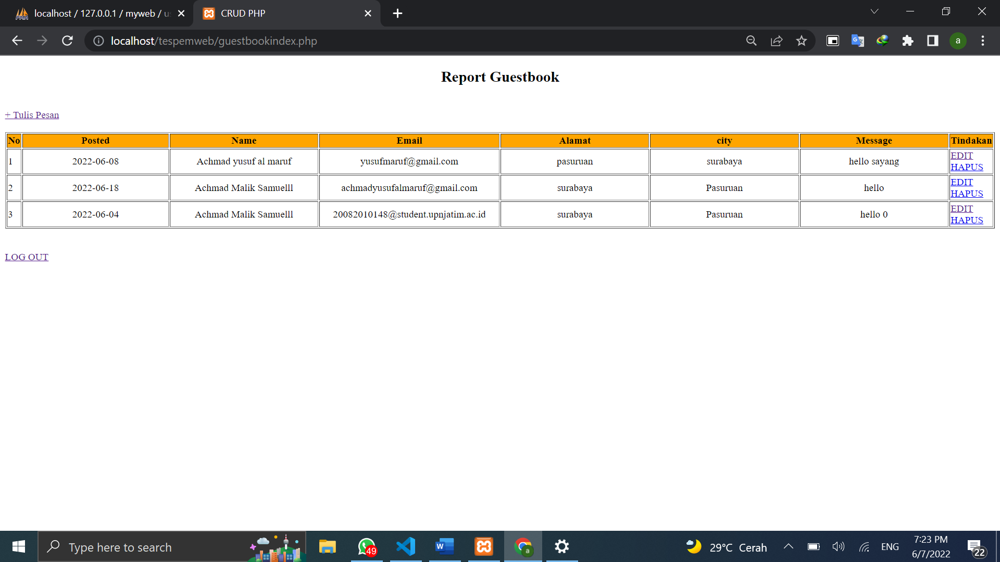 localhost / 127.0.0.1 / myweb / us
CRUD PHP
localhost/tespemweb/guestbookindex.php
a
Report Guestbook
+ Tulis Pesan
No Posted Name Email Alamat city Message Tindakan
1 2022-06-08 Achmad yusuf al maruf yusufmaruf@gmail.com pasuruan surabaya hello sayang EDIT
HAPUS
2 2022-06-18 Achmad Malik Samuelll achmadyusufalmaruf@gmail.com surabaya Pasuruan hello EDIT
HAPUS
3 2022-06-04 Achmad Malik Samuelll 20082010148@student.upnjatim.ac.id surabaya Pasuruan hello 0 EDIT
HAPUS
LOG OUT
Type here to search
49
W
a
29°C Cerah
ENG
7:23 PM
6/7/2022
22